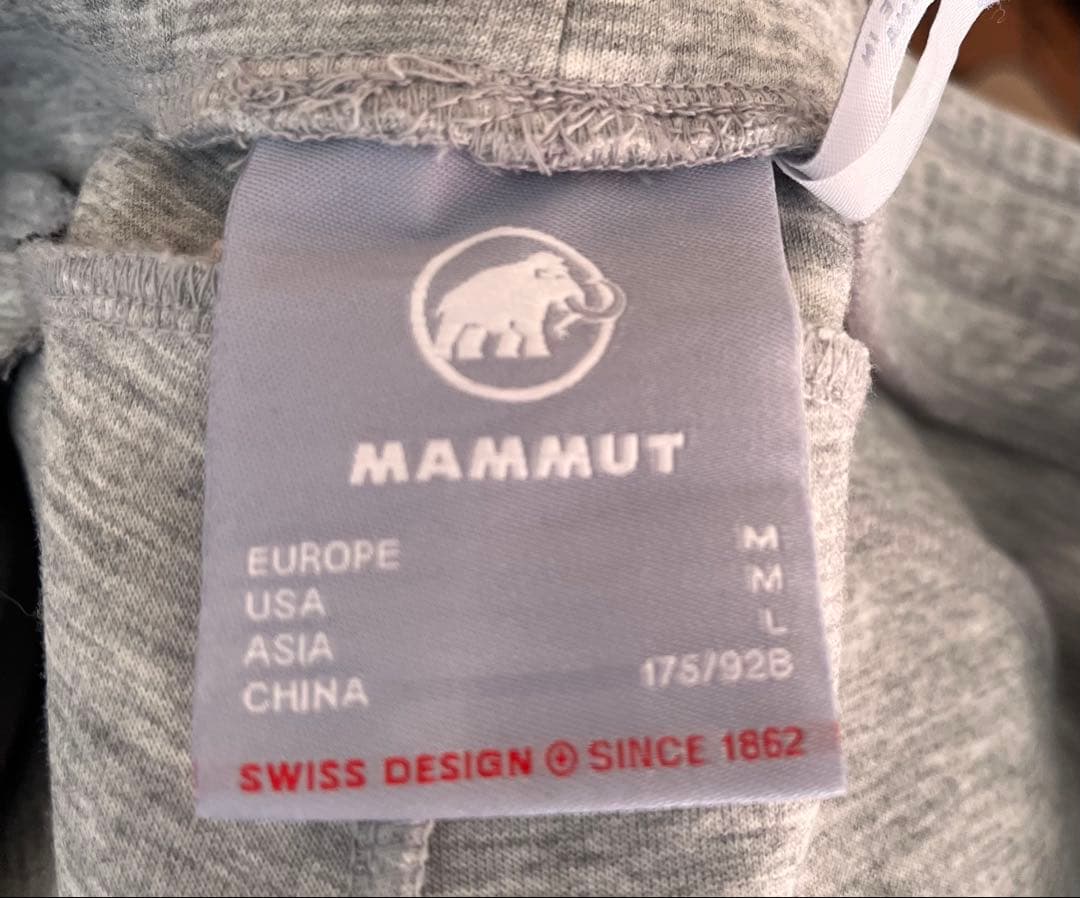 MAMMUT
EUROPE M
USA M
ASIA L
CHINA 175/92B
SWISS DESIGN SINCE 1862